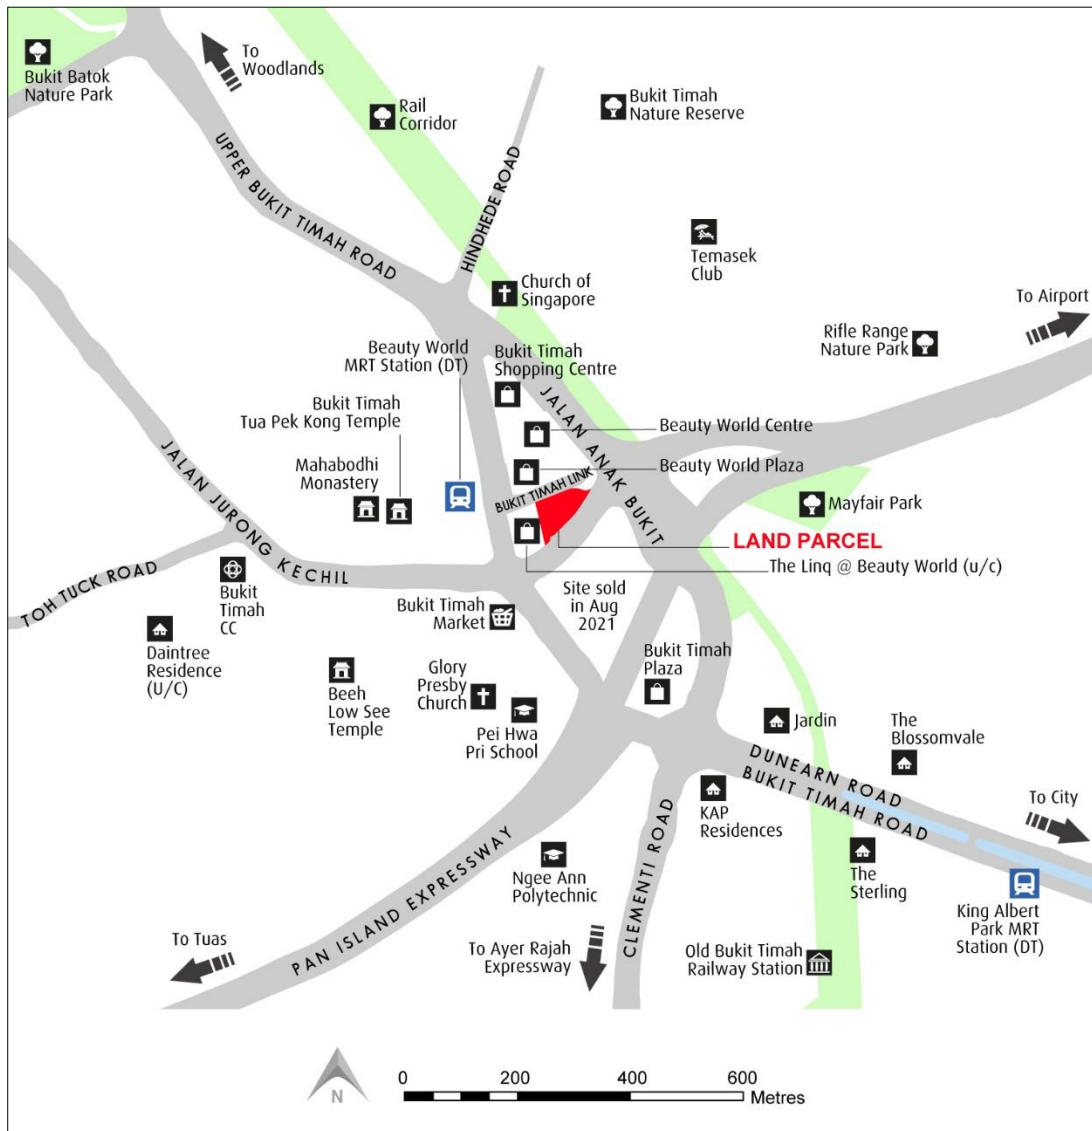 To
Woodlands
Bukit Batok
Nature Park
Rail
Corridor
Bukit Timah
Nature Reserve
UPPER BUKIT TIMAH ROAD
HINDHEDE ROAD
Temasek
Club
Church of
Singapore
To Airport
Rifle Range
Nature Park
Beauty World
MRT Station (DT)
Bukit Timah
Shopping Centre
JALAN ANAK BUKIT
Bukit Timah
Tua Pek Kong Temple
Beauty World Centre
Mahabodhi
Monastery
Beauty World Plaza
BUKIT TIMAH LINK
JALAN JURONG KECHIL
Mayfair Park
LAND PARCEL
The Linq @ Beauty World (u/c)
TOH TUCK ROAD
Bukit
Timah
CC
Site sold
in Aug
2021
Bukit Timah
Market
Daintree
Residence
(U/C)
Beeh
Low See
Temple
Glory
Presby
Church
Bukit Timah
Plaza
Pei Hwa
Pri School
Jardin
The
Blossomvale
DUNEARN ROAD
BUKIT TIMAH ROAD
To City
KAP
Residences
PAN ISLAND EXPRESSWAY
CLEMENTI ROAD
Ngee Ann
Polytechnic
The
Sterling
King Albert
Park MRT
Station (DT)
To Tuas
To Ayer Rajah
Expressway
Old Bukit Timah
Railway Station
N
0 200 400 600
Metres